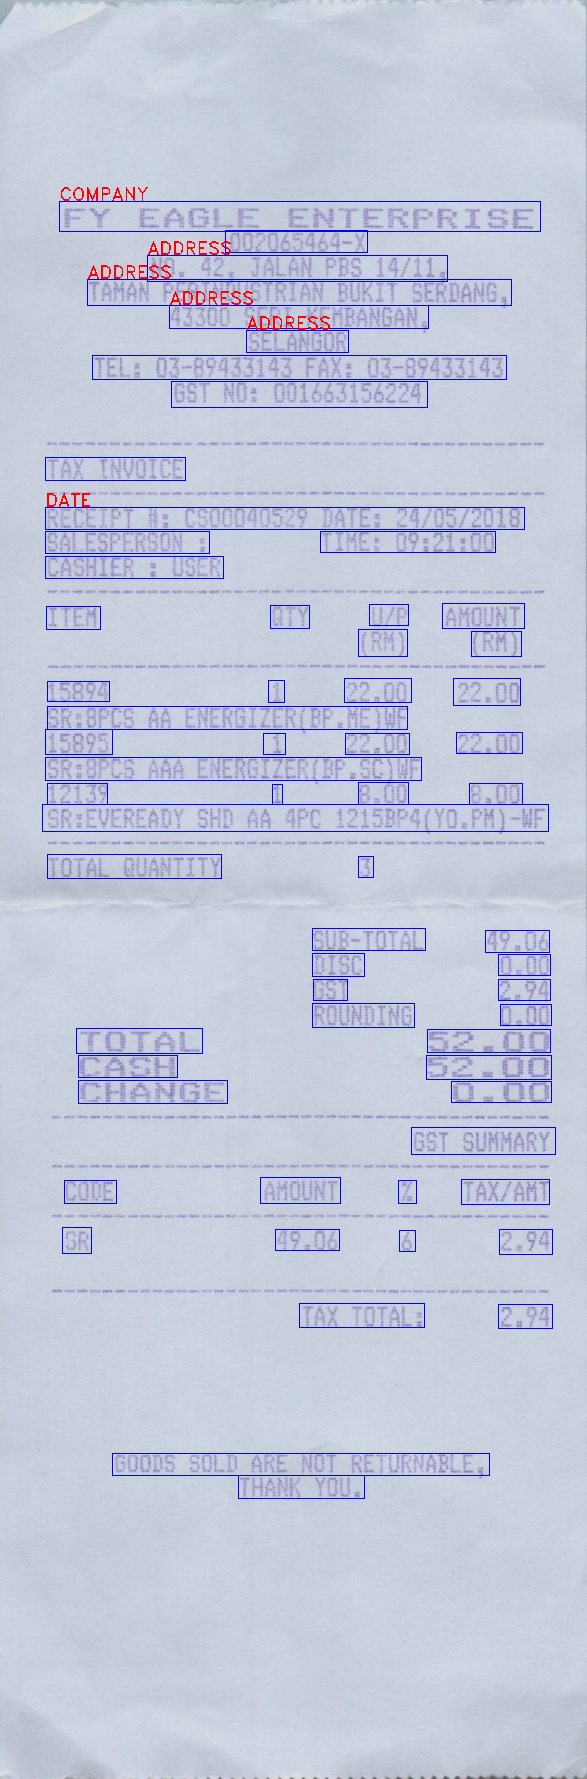 COMPANY
FY EAGLE ENTERPRISE
002065464-X
ADDRESS
NO. 42, JALAN PBS 14/11,
ADDRESS
TAMAN PERINDUSTRIAN BUKIT SERDANG,
ADDRESS
43300 SERI KEMBANGAN,
ADDRESS
SELANGOR
TEL: 03-89433143 FAX: 03-89433143
GST NO: 001663156224
TAX INVOICE
DATE
RECEIPT #: CS00040529 DATE: 24/05/2018
SALESPERSON : TIME: 09:21:00
CASHIER : USER
ITEM QTY U/P AMOUNT
(RM) (RM)
15894 1 22.00 22.00
SR:8PCS AA ENERGIZER(BP.ME)WF
15895 1 22.00 22.00
SR:8PCS AAA ENERGIZER(BP.SC)WF
12139 1 8.00 8.00
SR:EVEREADY SHD AA 4PC 1215BP4(YO.PM)-WF
TOTAL QUANTITY 3
SUB-TOTAL 49.06
DISC 0.00
GST 2.94
ROUNDING 0.00
TOTAL 52.00
CASH 52.00
CHANGE 0.00
GST SUMMARY
CODE AMOUNT % TAX/AMT
SR 49.06 6 2.94
TAX TOTAL: 2.94
GOODS SOLD ARE NOT RETURNABLE,
THANK YOU.